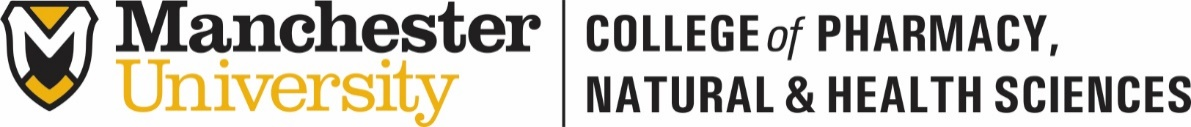 Manchester
University
COLLEGE of PHARMACY,
NATURAL & HEALTH SCIENCES